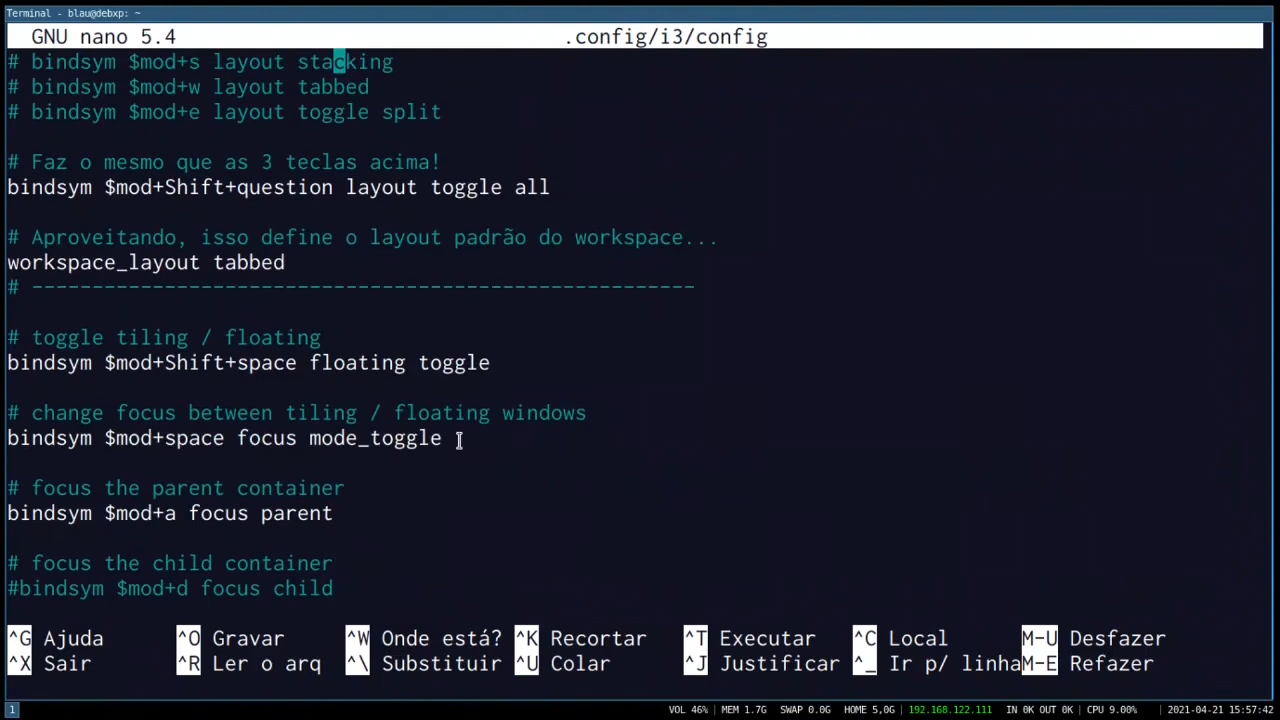 Terminal - blau@debxp: ~
GNU nano 5.4 .config/i3/config
# bindsym $mod+s layout stacking
# bindsym $mod+w layout tabbed
# bindsym $mod+e layout toggle split
# Faz o mesmo que as 3 teclas acima!
bindsym $mod+Shift+question layout toggle all
# Aproveitando, isso define o layout padrão do workspace...
workspace_layout tabbed
# -------------------------------------------------------
# toggle tiling / floating
bindsym $mod+Shift+space floating toggle
# change focus between tiling / floating windows
bindsym $mod+space focus mode_toggle
# focus the parent container
bindsym $mod+a focus parent
# focus the child container
#bindsym $mod+d focus child
^G Ajuda ^O Gravar ^W Onde está? ^K Recortar ^T Executar ^C Local M-U Desfazer
^X Sair ^R Ler o arq ^\ Substituir ^U Colar ^J Justificar ^_ Ir p/ linha M-E Refazer
1 VOL 46% | MEM 1.7G SWAP 0.0G HOME 5,0G | 192.168.122.111 IN 0K OUT 0K | CPU 9.00% | 2021-04-21 15:57:42